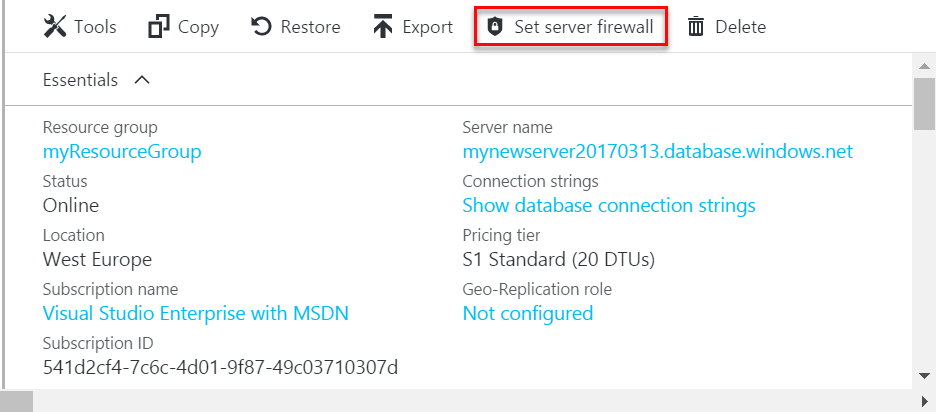 Tools Copy Restore Export Set server firewall Delete
Essentials
Resource group
myResourceGroup
Status
Online
Location
West Europe
Subscription name
Visual Studio Enterprise with MSDN
Subscription ID
541d2cf4-7c6c-4d01-9f87-49c03710307d
Server name
mynewserver20170313.database.windows.net
Connection strings
Show database connection strings
Pricing tier
S1 Standard (20 DTUs)
Geo-Replication role
Not configured